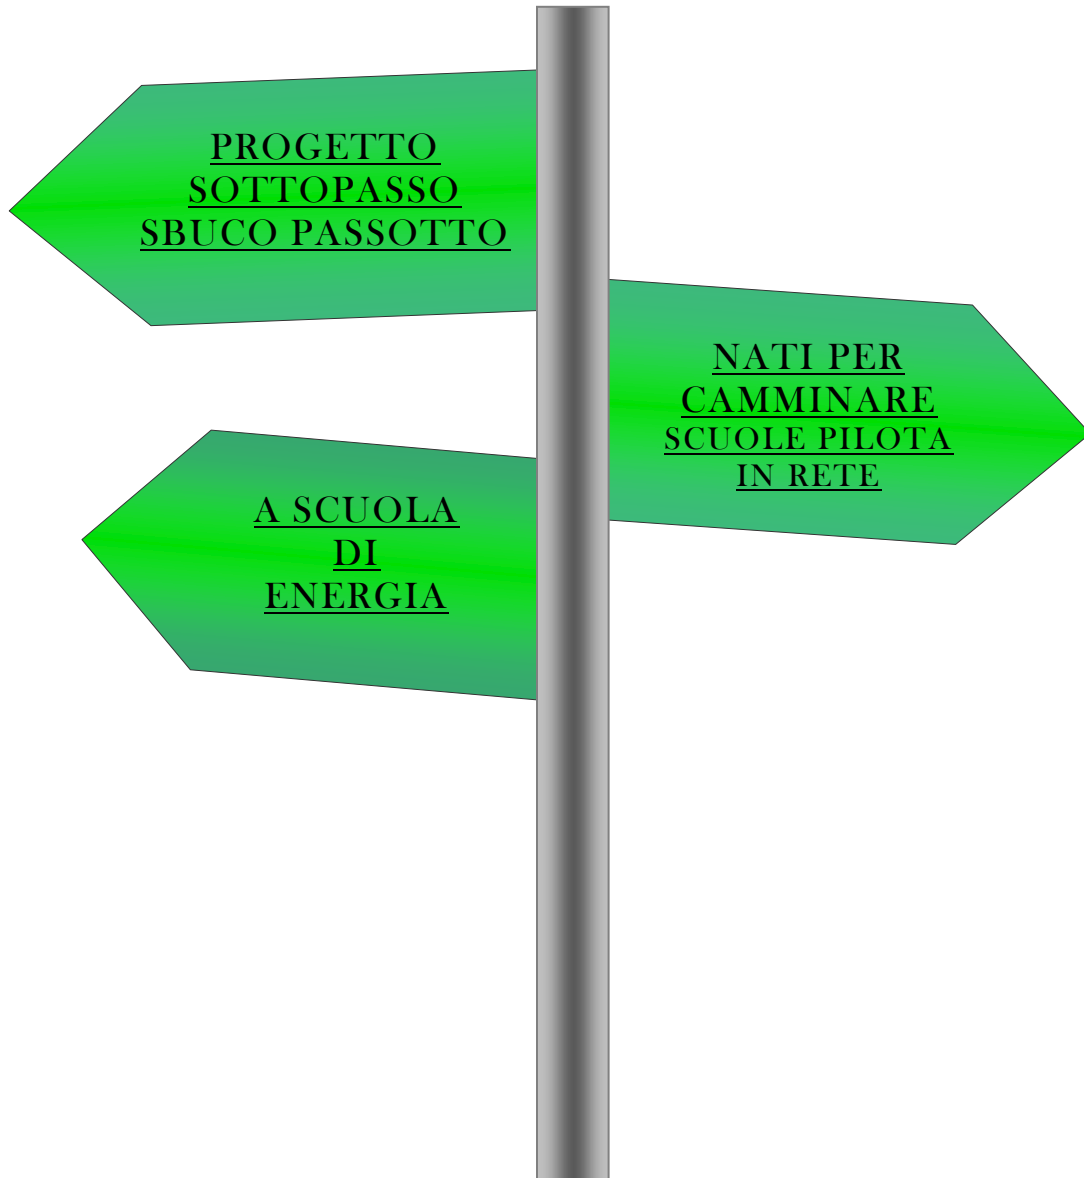 PROGETTO
SOTTOPASSO
SBUCO PASSOTTO
NATI PER
CAMMINARE
SCUOLE PILOTA
IN RETE
A SCUOLA
DI
ENERGIA